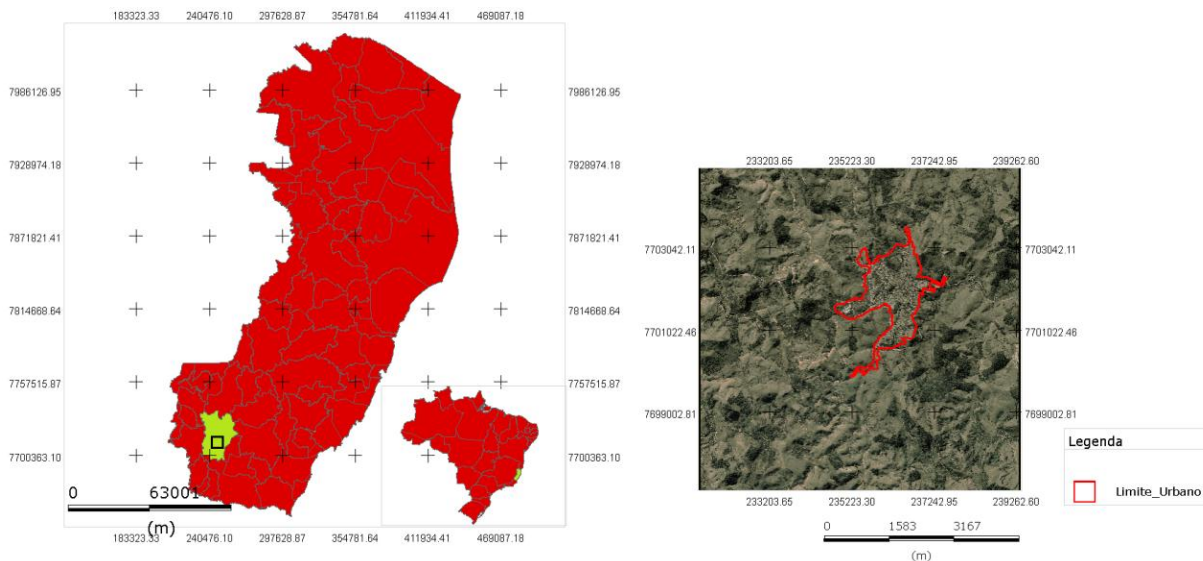 183323.33 240476.10 297628.87 354781.64 411934.41 469087.18
7986126.95 7986126.95
7928974.18 7928974.18
7871821.41 7871821.41
7814668.64 7814668.64
7757515.87 7757515.87
7700363.10 7700363.10
0 63001
(m)
183323.33 240476.10 297628.87 354781.64 411934.41 469087.18
233203.65 235223.30 237242.95 239262.60
7703042.11 7703042.11
7701022.46 7701022.46
7699002.81 7699002.81
233203.65 235223.30 237242.95 239262.60
0 1583 3167
(m)
Legenda
Limite_Urbano